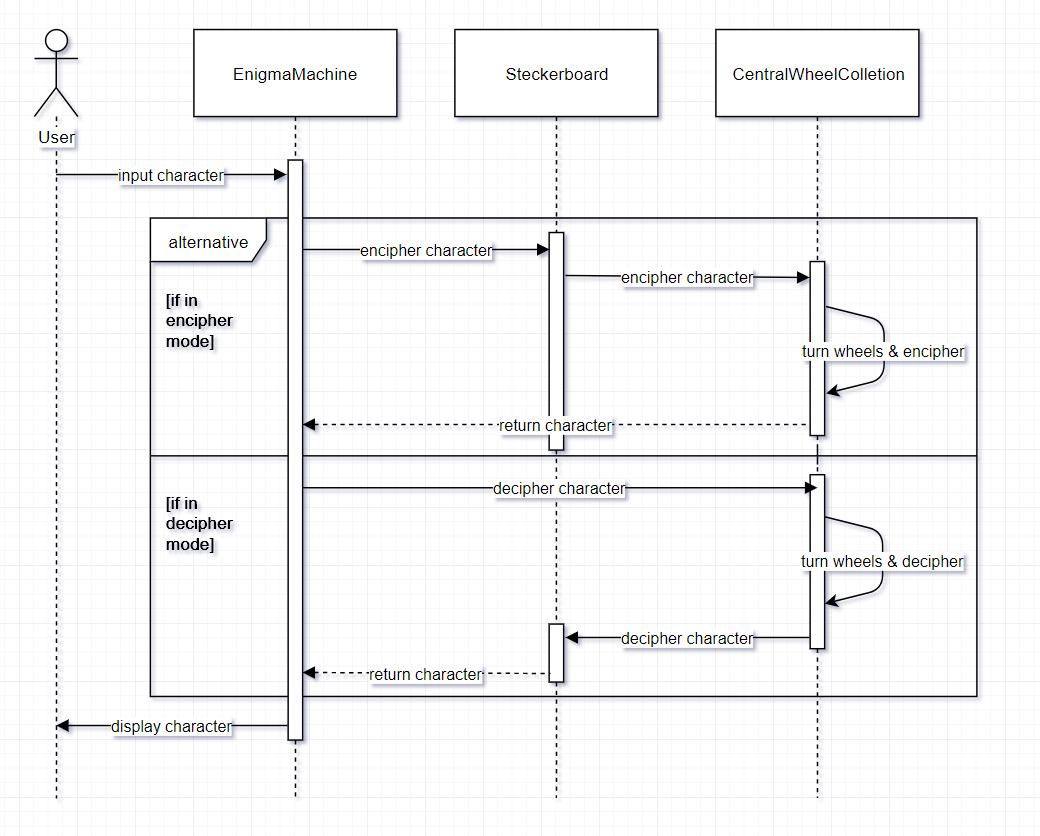 User
EnigmaMachine
Steckerboard
CentralWheelColletion
input character
alternative
encipher character
encipher character
[if in
encipher
mode]
turn wheels & encipher
return character
decipher character
[if in
decipher
mode]
turn wheels & decipher
decipher character
return character
display character